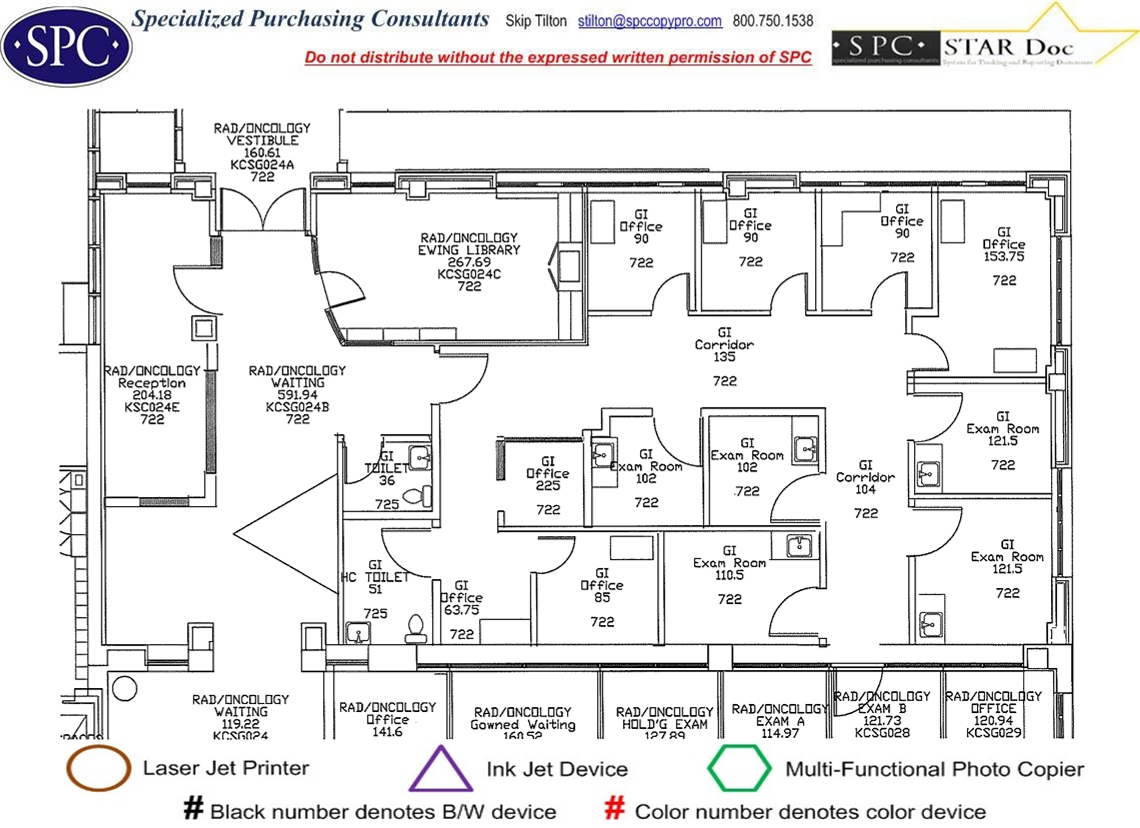 Specialized Purchasing Consultants Skip Tilton stilton@spccopypro.com 800.750.1538
·SPC·
Do not distribute without the expressed written permission of SPC
·SPC· STAR Doc
specialized purchasing consultants System for Tracking and Reporting Documents
RAD/ONCOLOGY
VESTIBULE
160.61
KCSG024A
722
RAD/ONCOLOGY
EWING LIBRARY
267.69
KCSG024C
722
GI
Office
90
722
GI
Office
90
722
GI
Office
90
722
GI
Office
153.75
722
GI
Corridor
135
722
RAD/ONCOLOGY
Reception
204.18
KSC024E
722
RAD/ONCOLOGY
WAITING
591.94
KCSG024B
722
GI
TOILET
36
725
GI
Office
225
722
GI
Exam Room
102
722
GI
Exam Room
102
722
GI
Corridor
104
722
GI
Exam Room
121.5
722
GI
HC TOILET
51
725
GI
Office
63.75
722
GI
Office
85
722
GI
Exam Room
110.5
722
GI
Exam Room
121.5
722
RAD/ONCOLOGY
WAITING
119.22
KCSG024
RAD/ONCOLOGY
Office
141.6
RAD/ONCOLOGY
Gowned Waiting
160.52
RAD/ONCOLOGY
HOLD'G EXAM
127.89
RAD/ONCOLOGY
EXAM A
114.97
RAD/ONCOLOGY
EXAM B
121.73
KCSG028
RAD/ONCOLOGY
OFFICE
120.94
KCSG029
Laser Jet Printer
Ink Jet Device
Multi-Functional Photo Copier
# Black number denotes B/W device
# Color number denotes color device